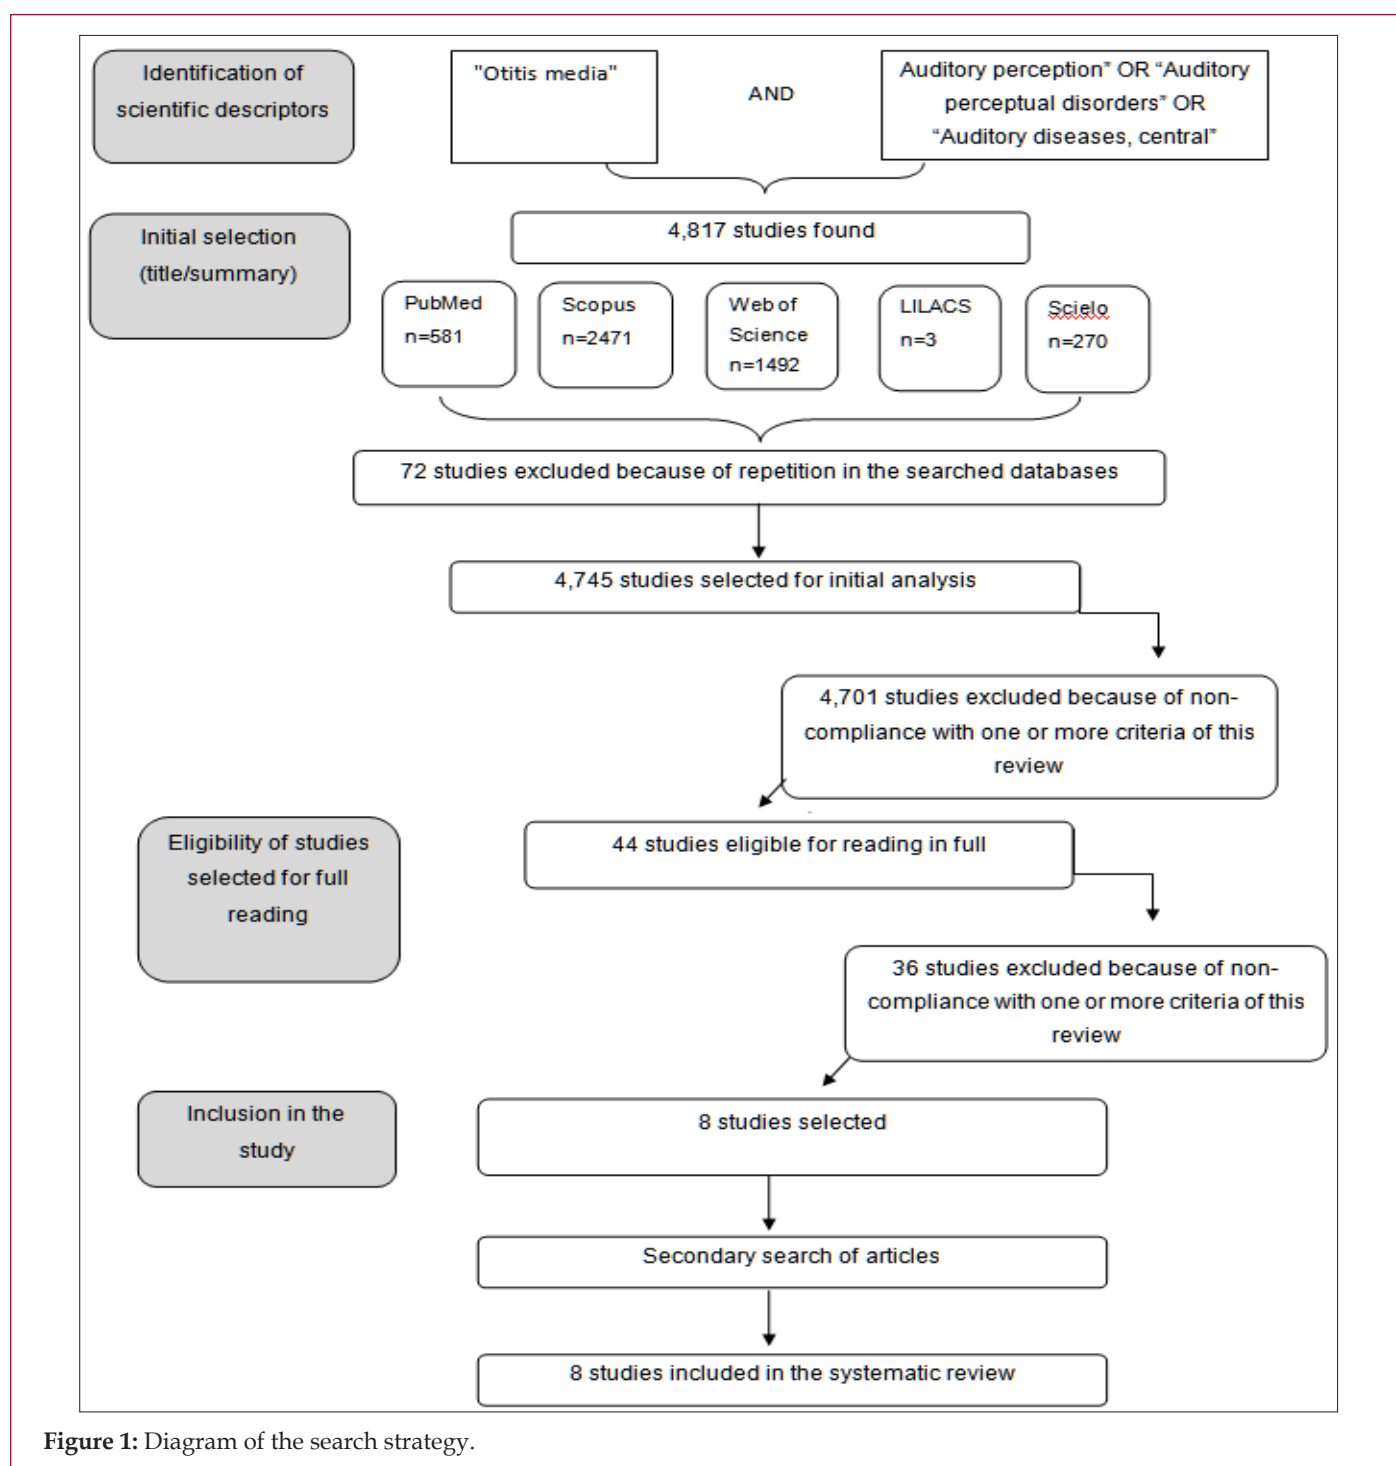 Identification of
scientific descriptors
"Otitis media"
AND
Auditory perception" OR “Auditory
perceptual disorders” OR
“Auditory diseases, central”
Initial selection
(title/summary)
4,817 studies found
PubMed
n=581
Scopus
n=2471
Web of
Science
n=1492
LILACS
n=3
Scielo
n=270
72 studies excluded because of repetition in the searched databases
4,745 studies selected for initial analysis
4,701 studies excluded because of non-
compliance with one or more criteria of this
review
Eligibility of studies
selected for full
reading
44 studies eligible for reading in full
36 studies excluded because of non-
compliance with one or more criteria of this
review
Inclusion in the
study
8 studies selected
Secondary search of articles
8 studies included in the systematic review
Figure 1: Diagram of the search strategy.